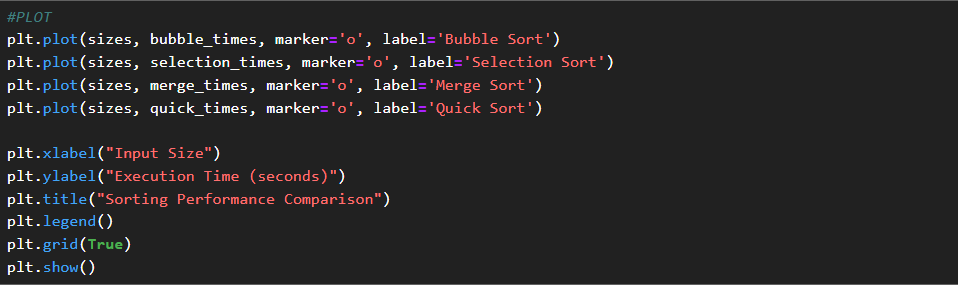 #PLOT
plt.plot(sizes, bubble_times, marker='o', label='Bubble Sort')
plt.plot(sizes, selection_times, marker='o', label='Selection Sort')
plt.plot(sizes, merge_times, marker='o', label='Merge Sort')
plt.plot(sizes, quick_times, marker='o', label='Quick Sort')

plt.xlabel("Input Size")
plt.ylabel("Execution Time (seconds)")
plt.title("Sorting Performance Comparison")
plt.legend()
plt.grid(True)
plt.show()